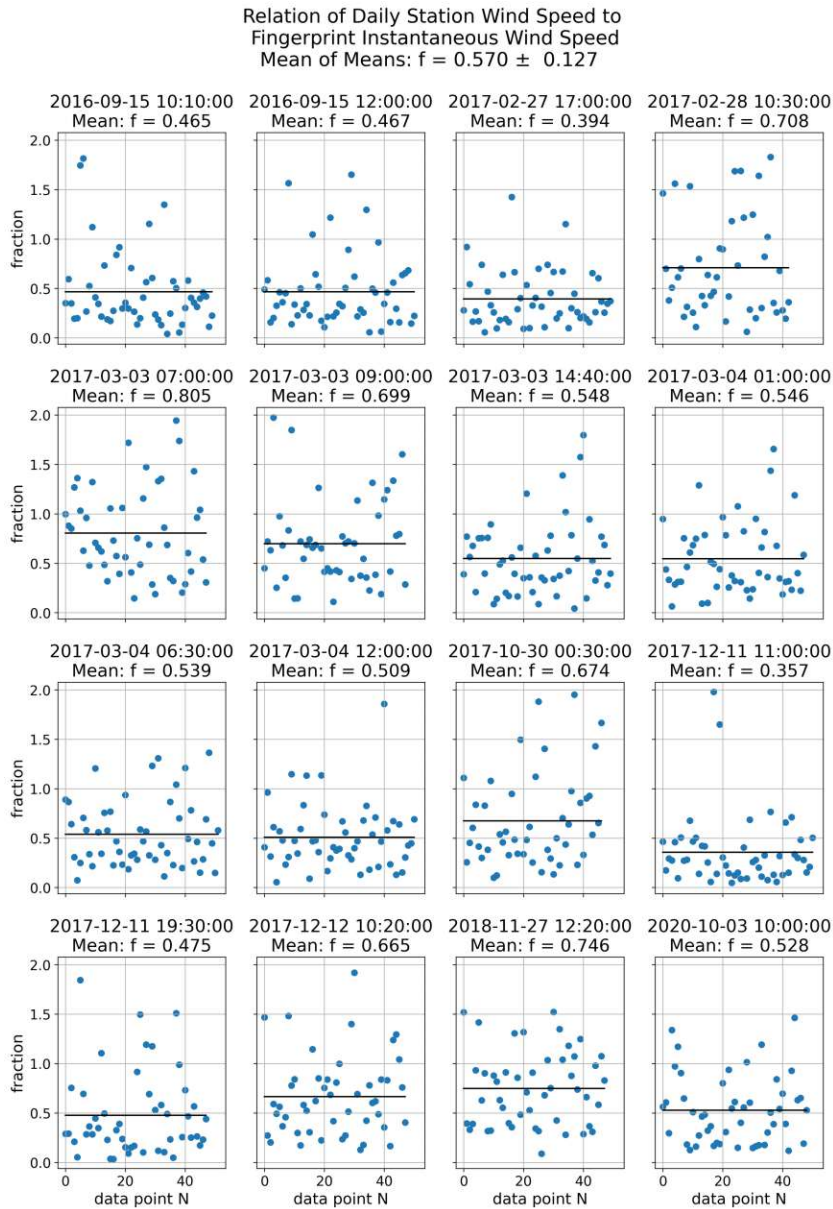 Relation of Daily Station Wind Speed to
Fingerprint Instantaneous Wind Speed
Mean of Means: f = 0.570 ± 0.127
2016-09-15 10:10:00
Mean: f = 0.465
2016-09-15 12:00:00
Mean: f = 0.467
2017-02-27 17:00:00
Mean: f = 0.394
2017-02-28 10:30:00
Mean: f = 0.708
2.0
1.5
1.0
0.5
0.0
fraction
2017-03-03 07:00:00
Mean: f = 0.805
2017-03-03 09:00:00
Mean: f = 0.699
2017-03-03 14:40:00
Mean: f = 0.548
2017-03-04 01:00:00
Mean: f = 0.546
2.0
1.5
1.0
0.5
0.0
fraction
2017-03-04 06:30:00
Mean: f = 0.539
2017-03-04 12:00:00
Mean: f = 0.509
2017-10-30 00:30:00
Mean: f = 0.674
2017-12-11 11:00:00
Mean: f = 0.357
2.0
1.5
1.0
0.5
0.0
fraction
2017-12-11 19:30:00
Mean: f = 0.475
2017-12-12 10:20:00
Mean: f = 0.665
2018-11-27 12:20:00
Mean: f = 0.746
2020-10-03 10:00:00
Mean: f = 0.528
2.0
1.5
1.0
0.5
0.0
fraction
0 20 40
data point N
0 20 40
data point N
0 20 40
data point N
0 20 40
data point N